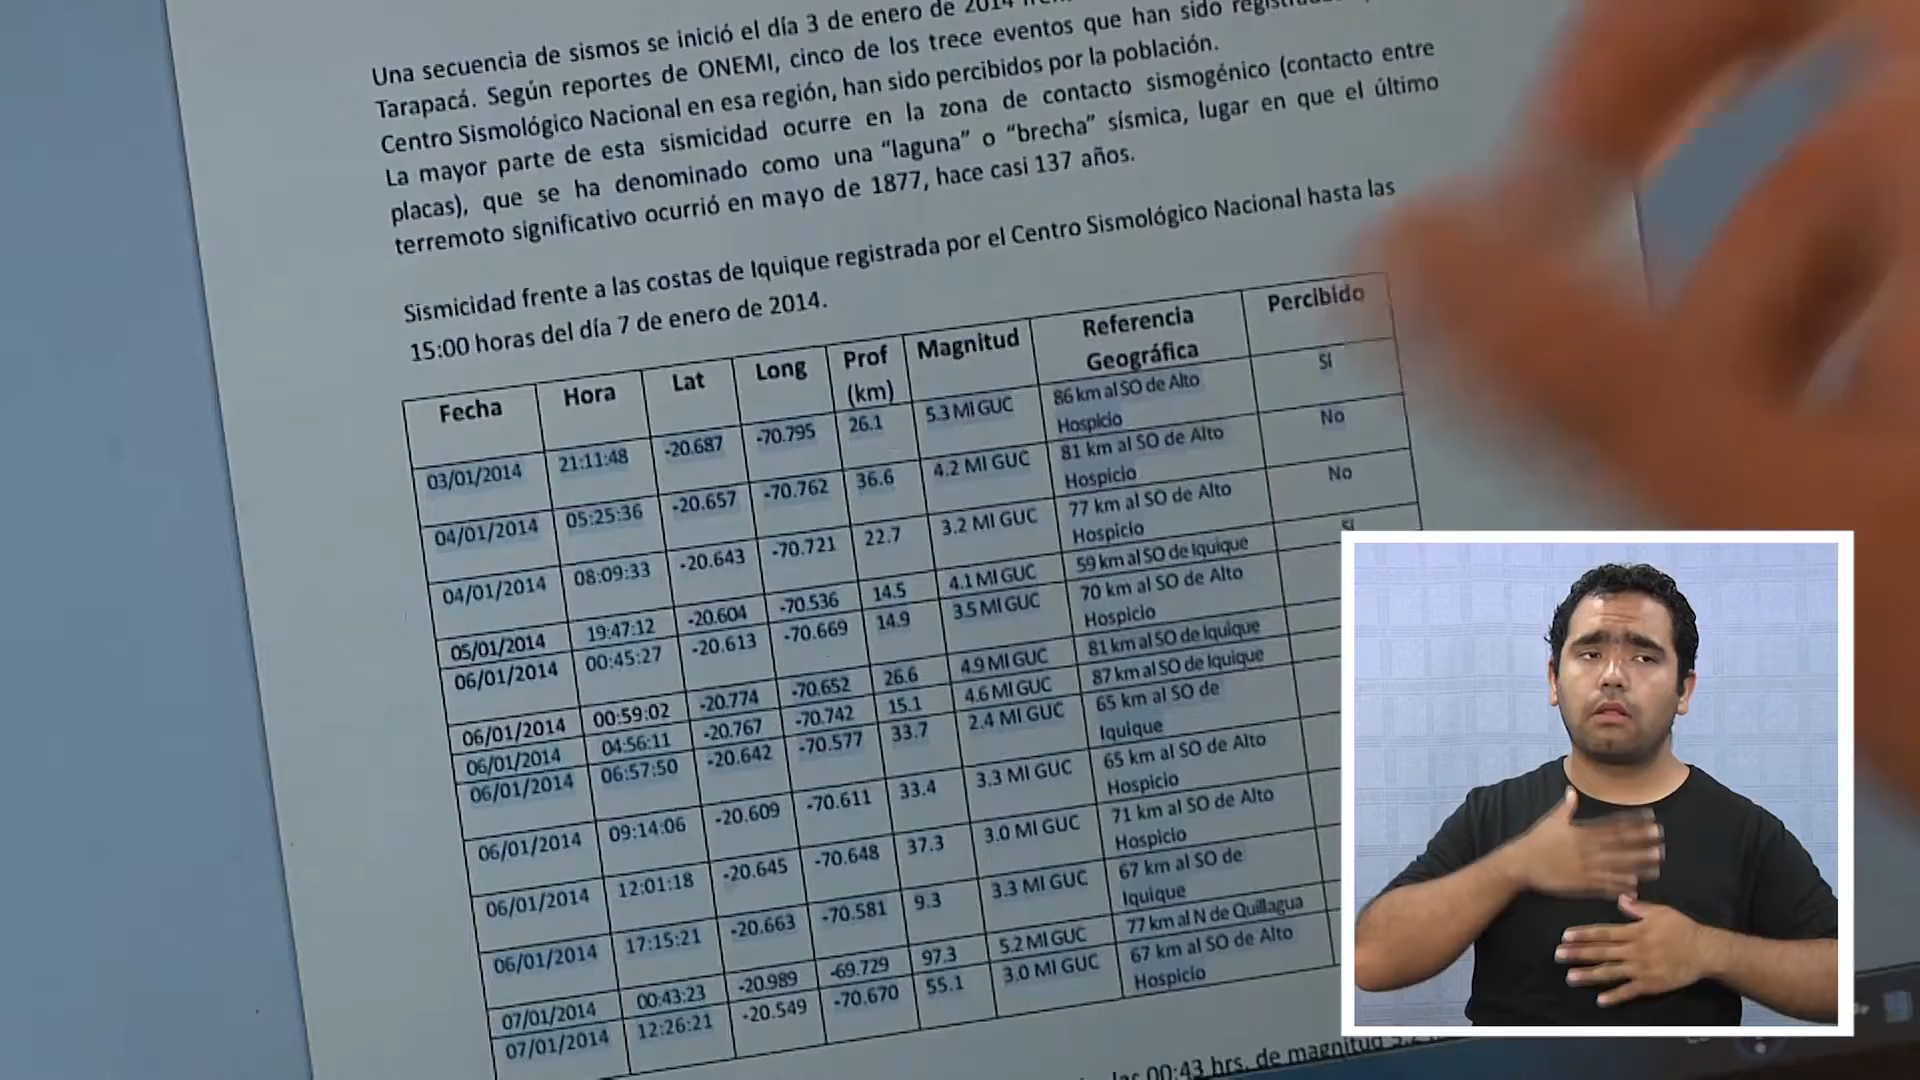 Una secuencia de sismos se inició el día 3 de enero de 2014
Tarapacá. Según reportes de ONEMI, cinco de los trece eventos que han sido
Centro Sismológico Nacional en esa región, han sido percibidos por la población.
La mayor parte de esta sismicidad ocurre en la zona de contacto sismogénico (contacto entre
placas), que se ha denominado como una “laguna” o “brecha” sísmica, lugar en que el último
terremoto significativo ocurrió en mayo de 1877, hace casi 137 años.
Sismicidad frente a las costas de Iquique registrada por el Centro Sismológico Nacional hasta las
15:00 horas del día 7 de enero de 2014.
Fecha Hora Lat Long Prof (km) Magnitud Referencia Geográfica Percibido
03/01/2014 21:11:48 -20.687 -70.795 26.1 5.3 Ml GUC 86 km al SO de Alto Hospicio SI
04/01/2014 05:25:36 -20.657 -70.762 36.6 4.2 Ml GUC 81 km al SO de Alto Hospicio No
04/01/2014 08:09:33 -20.643 -70.721 22.7 3.2 Ml GUC 77 km al SO de Alto Hospicio No
05/01/2014 19:47:12 -20.604 -70.536 14.5 4.1 Ml GUC 59 km al SO de Iquique SI
06/01/2014 00:45:27 -20.613 -70.669 14.9 3.5 Ml GUC 70 km al SO de Alto Hospicio
06/01/2014 00:59:02 -20.774 -70.652 26.6 4.9 Ml GUC 81 km al SO de Iquique
06/01/2014 04:56:11 -20.767 -70.742 15.1 4.6 Ml GUC 87 km al SO de Iquique
06/01/2014 06:57:50 -20.642 -70.577 33.7 2.4 Ml GUC 65 km al SO de Iquique
06/01/2014 09:14:06 -20.609 -70.611 33.4 3.3 Ml GUC 65 km al SO de Alto Hospicio
06/01/2014 12:01:18 -20.645 -70.648 37.3 3.0 Ml GUC 71 km al SO de Alto Hospicio
06/01/2014 17:15:21 -20.663 -70.581 9.3 3.3 Ml GUC 67 km al SO de Iquique
07/01/2014 00:43:23 -20.989 -69.729 97.3 5.2 Ml GUC 77 km al N de Quillagua
07/01/2014 12:26:21 -20.549 -70.670 55.1 3.0 Ml GUC 67 km al SO de Alto Hospicio
00:43 hrs. de magnitud